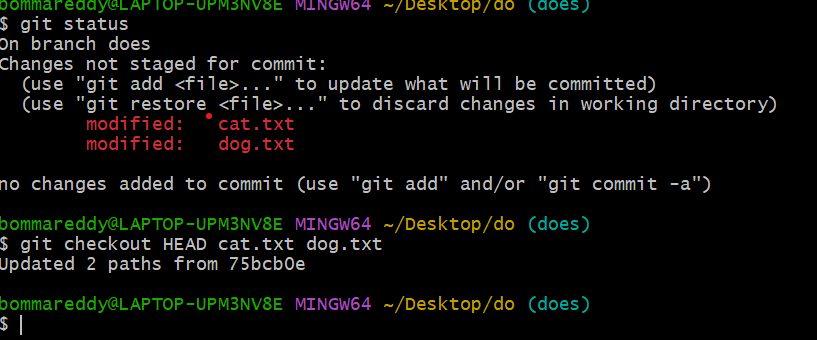 bommareddy@LAPTOP-UPM3NV8E MINGW64 ~/Desktop/do (does)
$ git status
On branch does
Changes not staged for commit:
  (use "git add <file>..." to update what will be committed)
  (use "git restore <file>..." to discard changes in working directory)
        modified:   cat.txt
        modified:   dog.txt

no changes added to commit (use "git add" and/or "git commit -a")

bommareddy@LAPTOP-UPM3NV8E MINGW64 ~/Desktop/do (does)
$ git checkout HEAD cat.txt dog.txt
Updated 2 paths from 75bcb0e

bommareddy@LAPTOP-UPM3NV8E MINGW64 ~/Desktop/do (does)
$